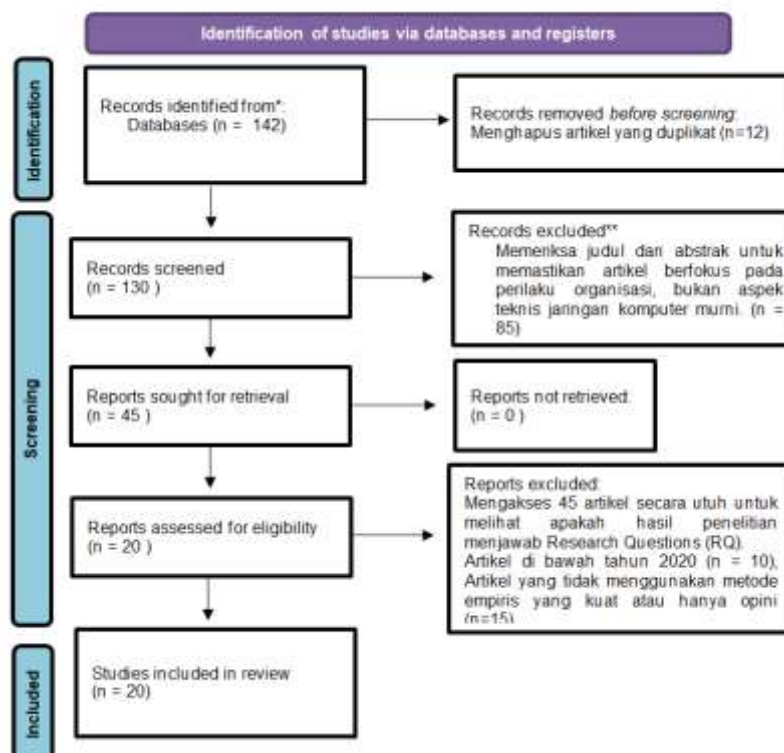 Identification of studies via databases and registers
Identification
Records identified from*:
Databases (n = 142)
Records removed before screening:
Menghapus artikel yang duplikat (n=12)
Screening
Records screened
(n = 130 )
Records excluded**
Memeriksa judul dan abstrak untuk
memastikan artikel berfokus pada
perilaku organisasi, bukan aspek
teknis jaringan komputer murni. (n =
85)
Reports sought for retrieval
(n = 45 )
Reports not retrieved.
(n = 0 )
Reports assessed for eligibility
(n = 20 )
Reports excluded:
Mengakses 45 artikel secara utuh untuk
melihat apakah hasil penelitian
menjawab Research Questions (RQ).
Artikel di bawah tahun 2020 (n = 10),
Artikel yang tidak menggunakan metode
empiris yang kuat atau hanya opini
(n=15)
Included
Studies included in review
(n = 20)